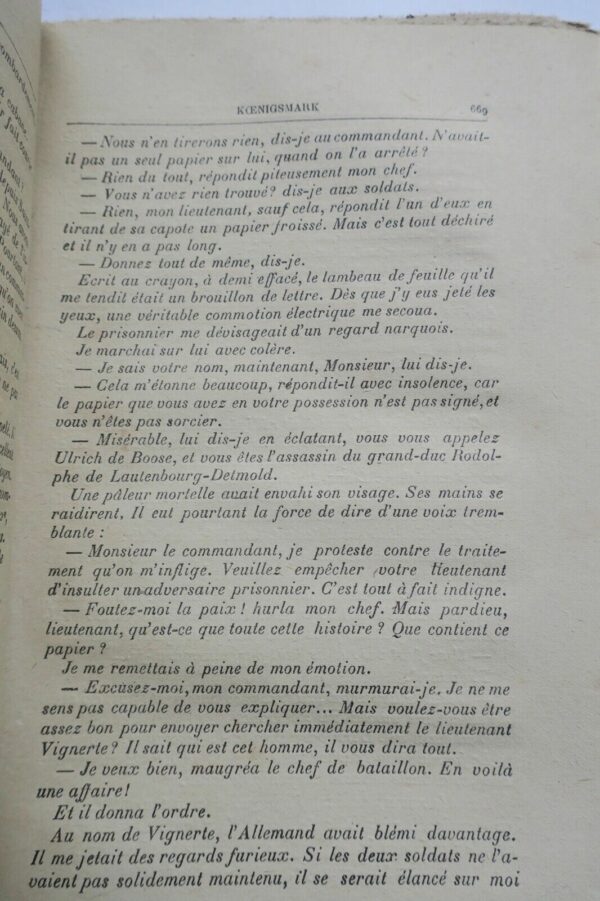 KŒNIGSMARK 669
— Nous n'en tirerons rien, dis-je au commandant. N'avait-
il pas un seul papier sur lui, quand on l'a arrêté ?
— Rien du tout, répondit piteusement mon chef.
— Vous n'avez rien trouvé? dis-je aux soldats.
— Rien, mon lieutenant, sauf cela, répondit l'un d'eux en
tirant de sa capote un papier froissé. Mais c'est tout déchiré
et il n'y en a pas long.
— Donnez tout de même, dis-je.
Ecrit au crayon, à demi effacé, le lambeau de feuille qu'il
me tendit était un brouillon de lettre. Dès que j'y eus jeté les
yeux, une véritable commotion électrique me secoua.
Le prisonnier me dévisageait d'un regard narquois.
Je marchai sur lui avec colère.
— Je sais votre nom, maintenant, Monsieur, lui dis-je.
— Cela m'étonne beaucoup, répondit-il avec insolence, car
le papier que vous avez en votre possession n'est pas signé, et
vous n'êtes pas sorcier.
— Misérable, lui dis-je en éclatant, vous vous appelez
Ulrich de Boose, et vous êtes l'assassin du grand-duc Rodol-
phe de Lautenbourg-Detmold.
Une pâleur mortelle avait envahi son visage. Ses mains se
raidirent. Il eut pourtant la force de dire d'une voix trem-
blante :
— Monsieur le commandant, je proteste contre le traite-
ment qu'on m'inflige. Veuillez empêcher votre lieutenant
d'insulter un adversaire prisonnier. C'est tout à fait indigne.
— Foutez-moi la paix ! hurla mon chef. Mais pardieu,
lieutenant, qu'est-ce que toute cette histoire ? Que contient ce
papier ?
Je me remettais à peine de mon émotion.
— Excusez-moi, mon commandant, murmurai-je. Je ne me
sens pas capable de vous expliquer... Mais voulez-vous être
assez bon pour envoyer chercher immédiatement le lieutenant
Vignerte ? Il sait qui est cet homme, il vous dira tout.
— Je veux bien, maugréa le chef de bataillon. En voilà
une affaire !
Et il donna l'ordre.
Au nom de Vignerte, l'Allemand avait blêmi davantage.
Il me jetait des regards furieux. Si les deux soldats ne l'a-
vaient pas solidement maintenu, il se serait élancé sur moi